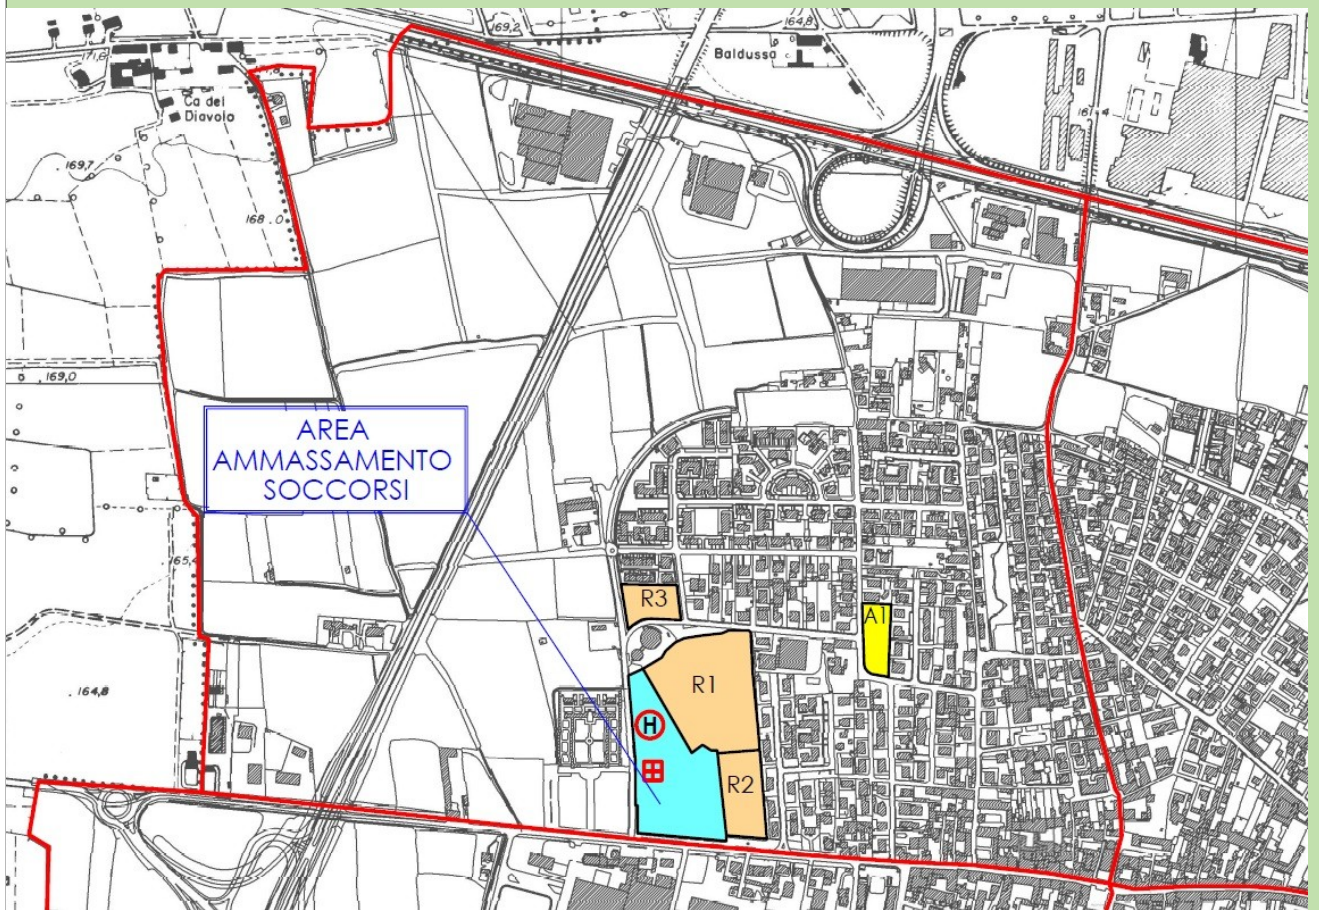 169,2
164,8
Baldussa
171,8
Ca del
Diavolo
161-4
169,7
168.0
169,0
AREA
AMMASSAMENTO
SOCCORSI
R3
A1
R1
164,8
H
R2